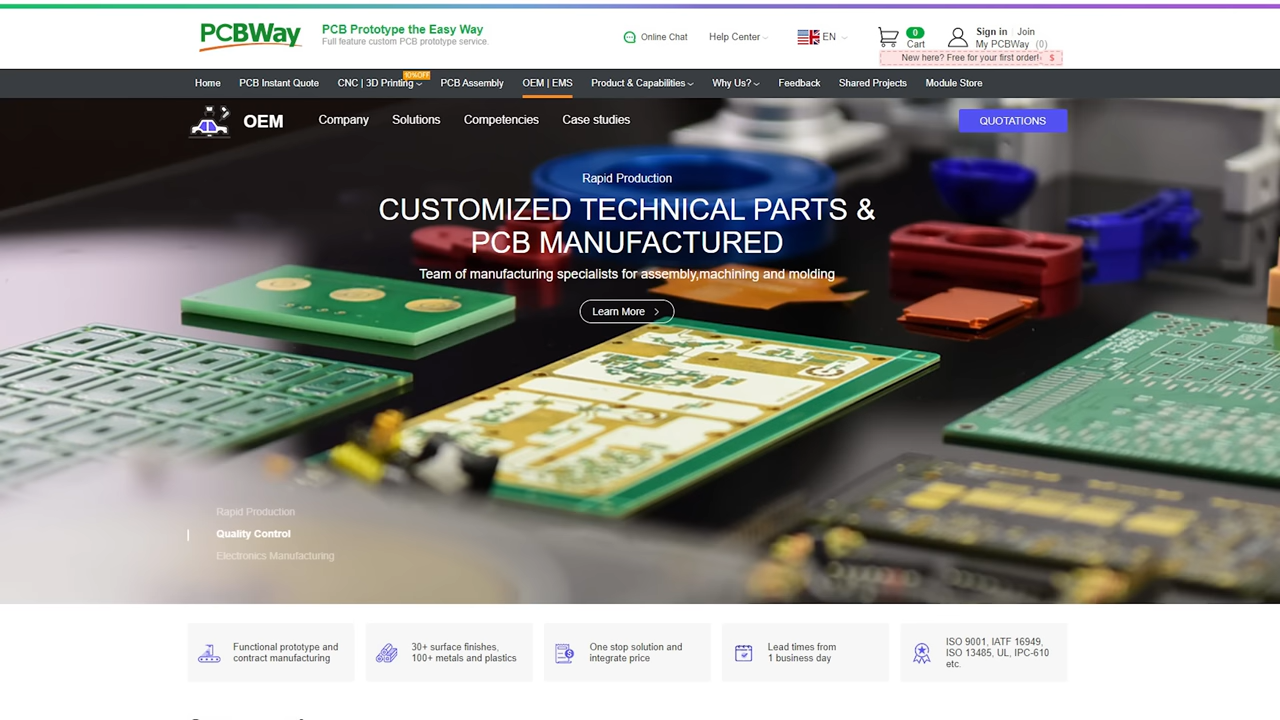 PCBWay
PCB Prototype the Easy Way
Full feature custom PCB prototype service.
Online Chat
Help Center
EN
0
Cart
Sign in | Join
My PCBWay (0)
New here? Free for your first order! $
Home
PCB Instant Quote
CNC | 3D Printing
10%OFF
PCB Assembly
OEM | EMS
Product & Capabilities
Why Us?
Feedback
Shared Projects
Module Store
OEM
Company
Solutions
Competencies
Case studies
QUOTATIONS
Rapid Production
CUSTOMIZED TECHNICAL PARTS &
PCB MANUFACTURED
Team of manufacturing specialists for assembly,machining and molding
Learn More
Rapid Production
Quality Control
Electronics Manufacturing
Functional prototype and
contract manufacturing
30+ surface finishes,
100+ metals and plastics
One stop solution and
integrate price
Lead times from
1 business day
ISO 9001, IATF 16949,
ISO 13485, UL, IPC-610
etc.